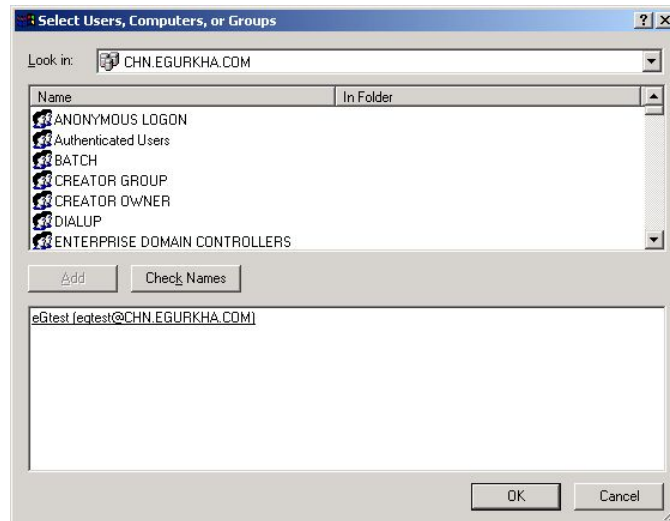 Select Users, Computers, or Groups
Look in: CHN.EGURKHA.COM
Name In Folder
ANONYMOUS LOGON
Authenticated Users
BATCH
CREATOR GROUP
CREATOR OWNER
DIALUP
ENTERPRISE DOMAIN CONTROLLERS
Add Check Names
eGtest (egtest@CHN.EGURKHA.COM)
OK Cancel